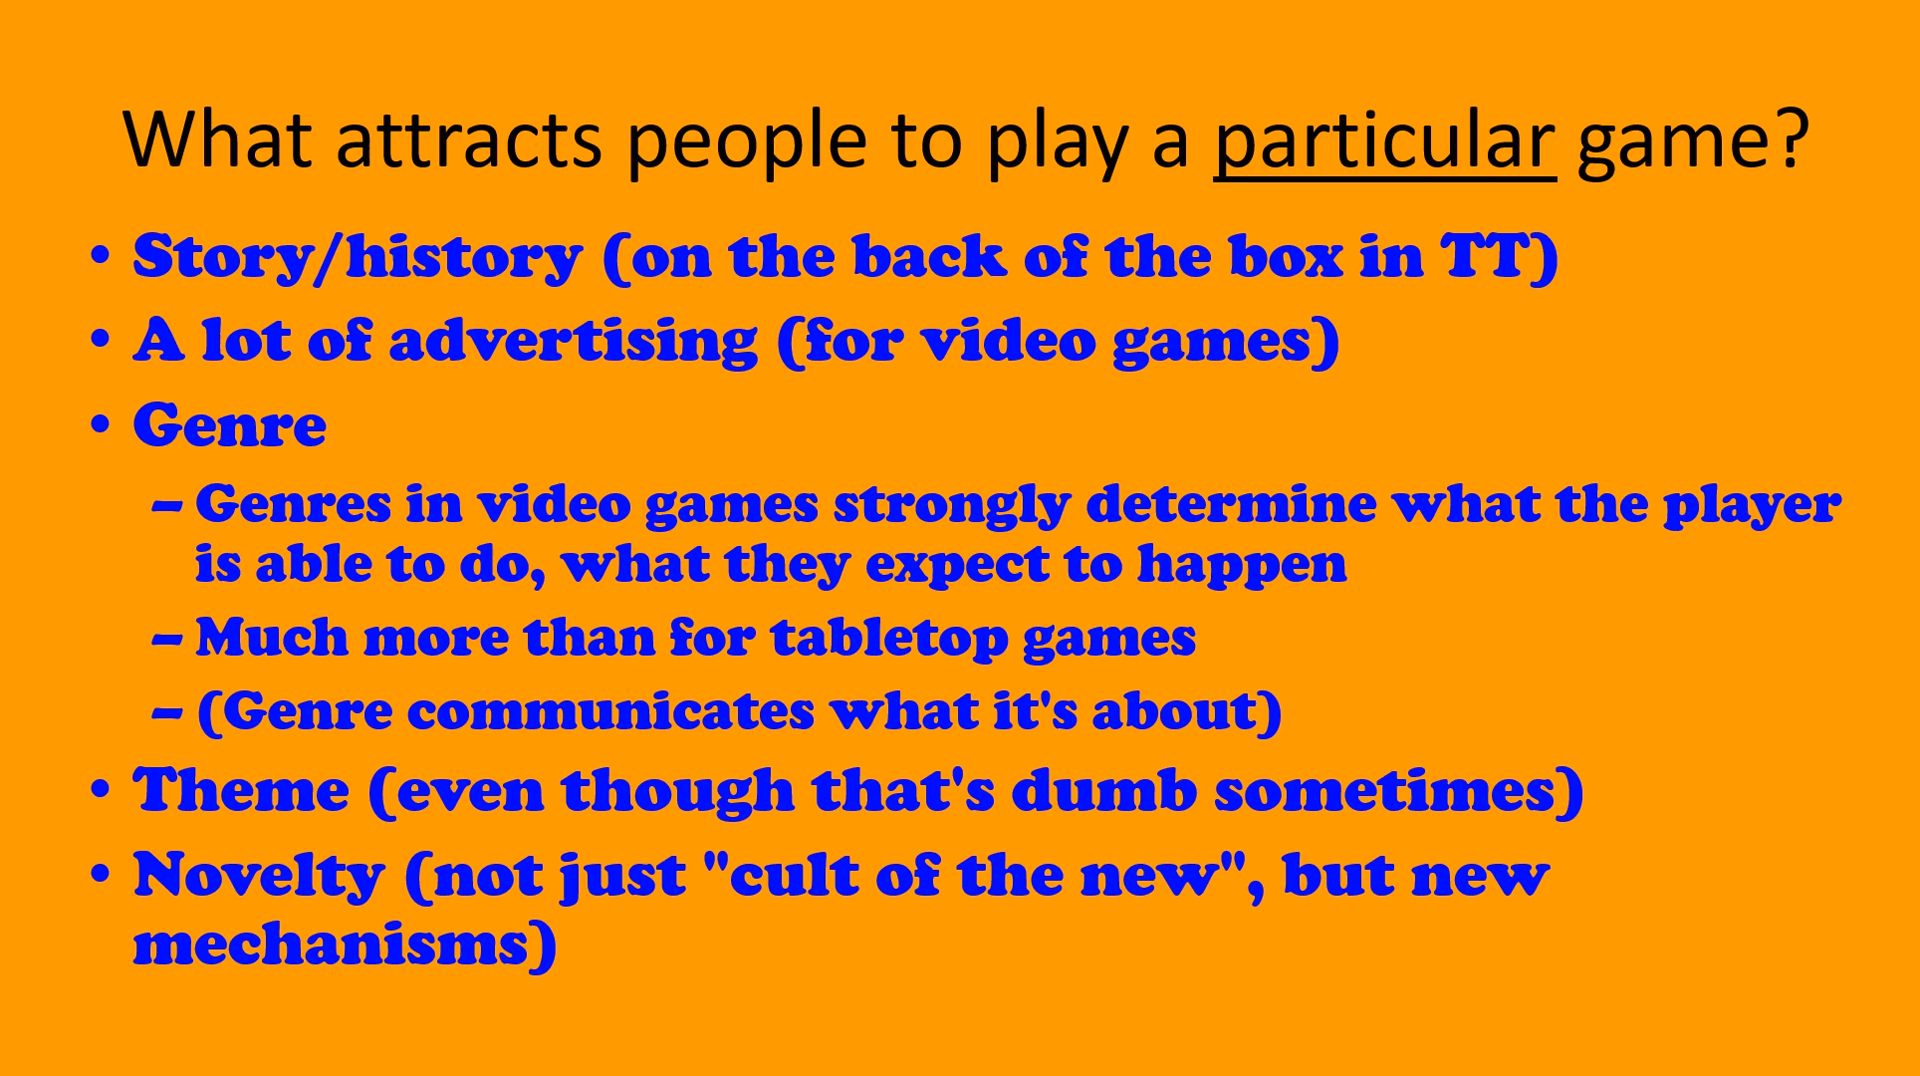 What attracts people to play a particular game?
• Story/history (on the back of the box in TT)
• A lot of advertising (for video games)
• Genre
– Genres in video games strongly determine what the player
is able to do, what they expect to happen
– Much more than for tabletop games
– (Genre communicates what it's about)
• Theme (even though that's dumb sometimes)
• Novelty (not just "cult of the new", but new
mechanisms)